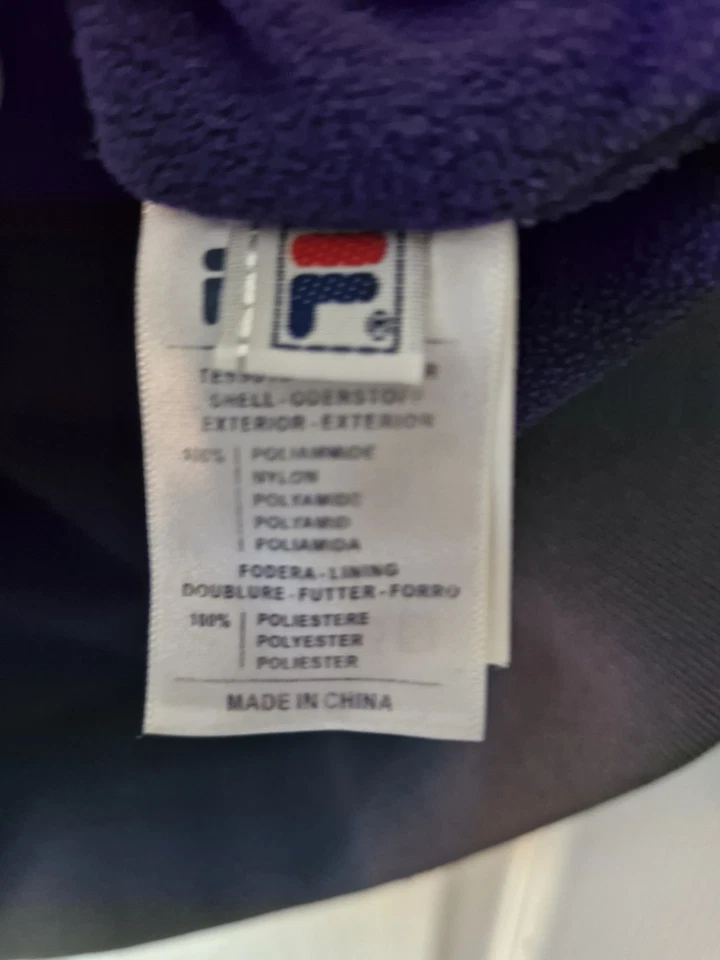 ®
SHELL - OBERSTOFF
EXTERIOR - EXTERIOR
100% POLIAMMIDE
NYLON
POLYAMIDE
POLYAMID
POLIAMIDA
FODERA - LINING
DOUBLURE - FUTTER - FORRO
100% POLIESTERE
POLYESTER
POLIESTER
MADE IN CHINA